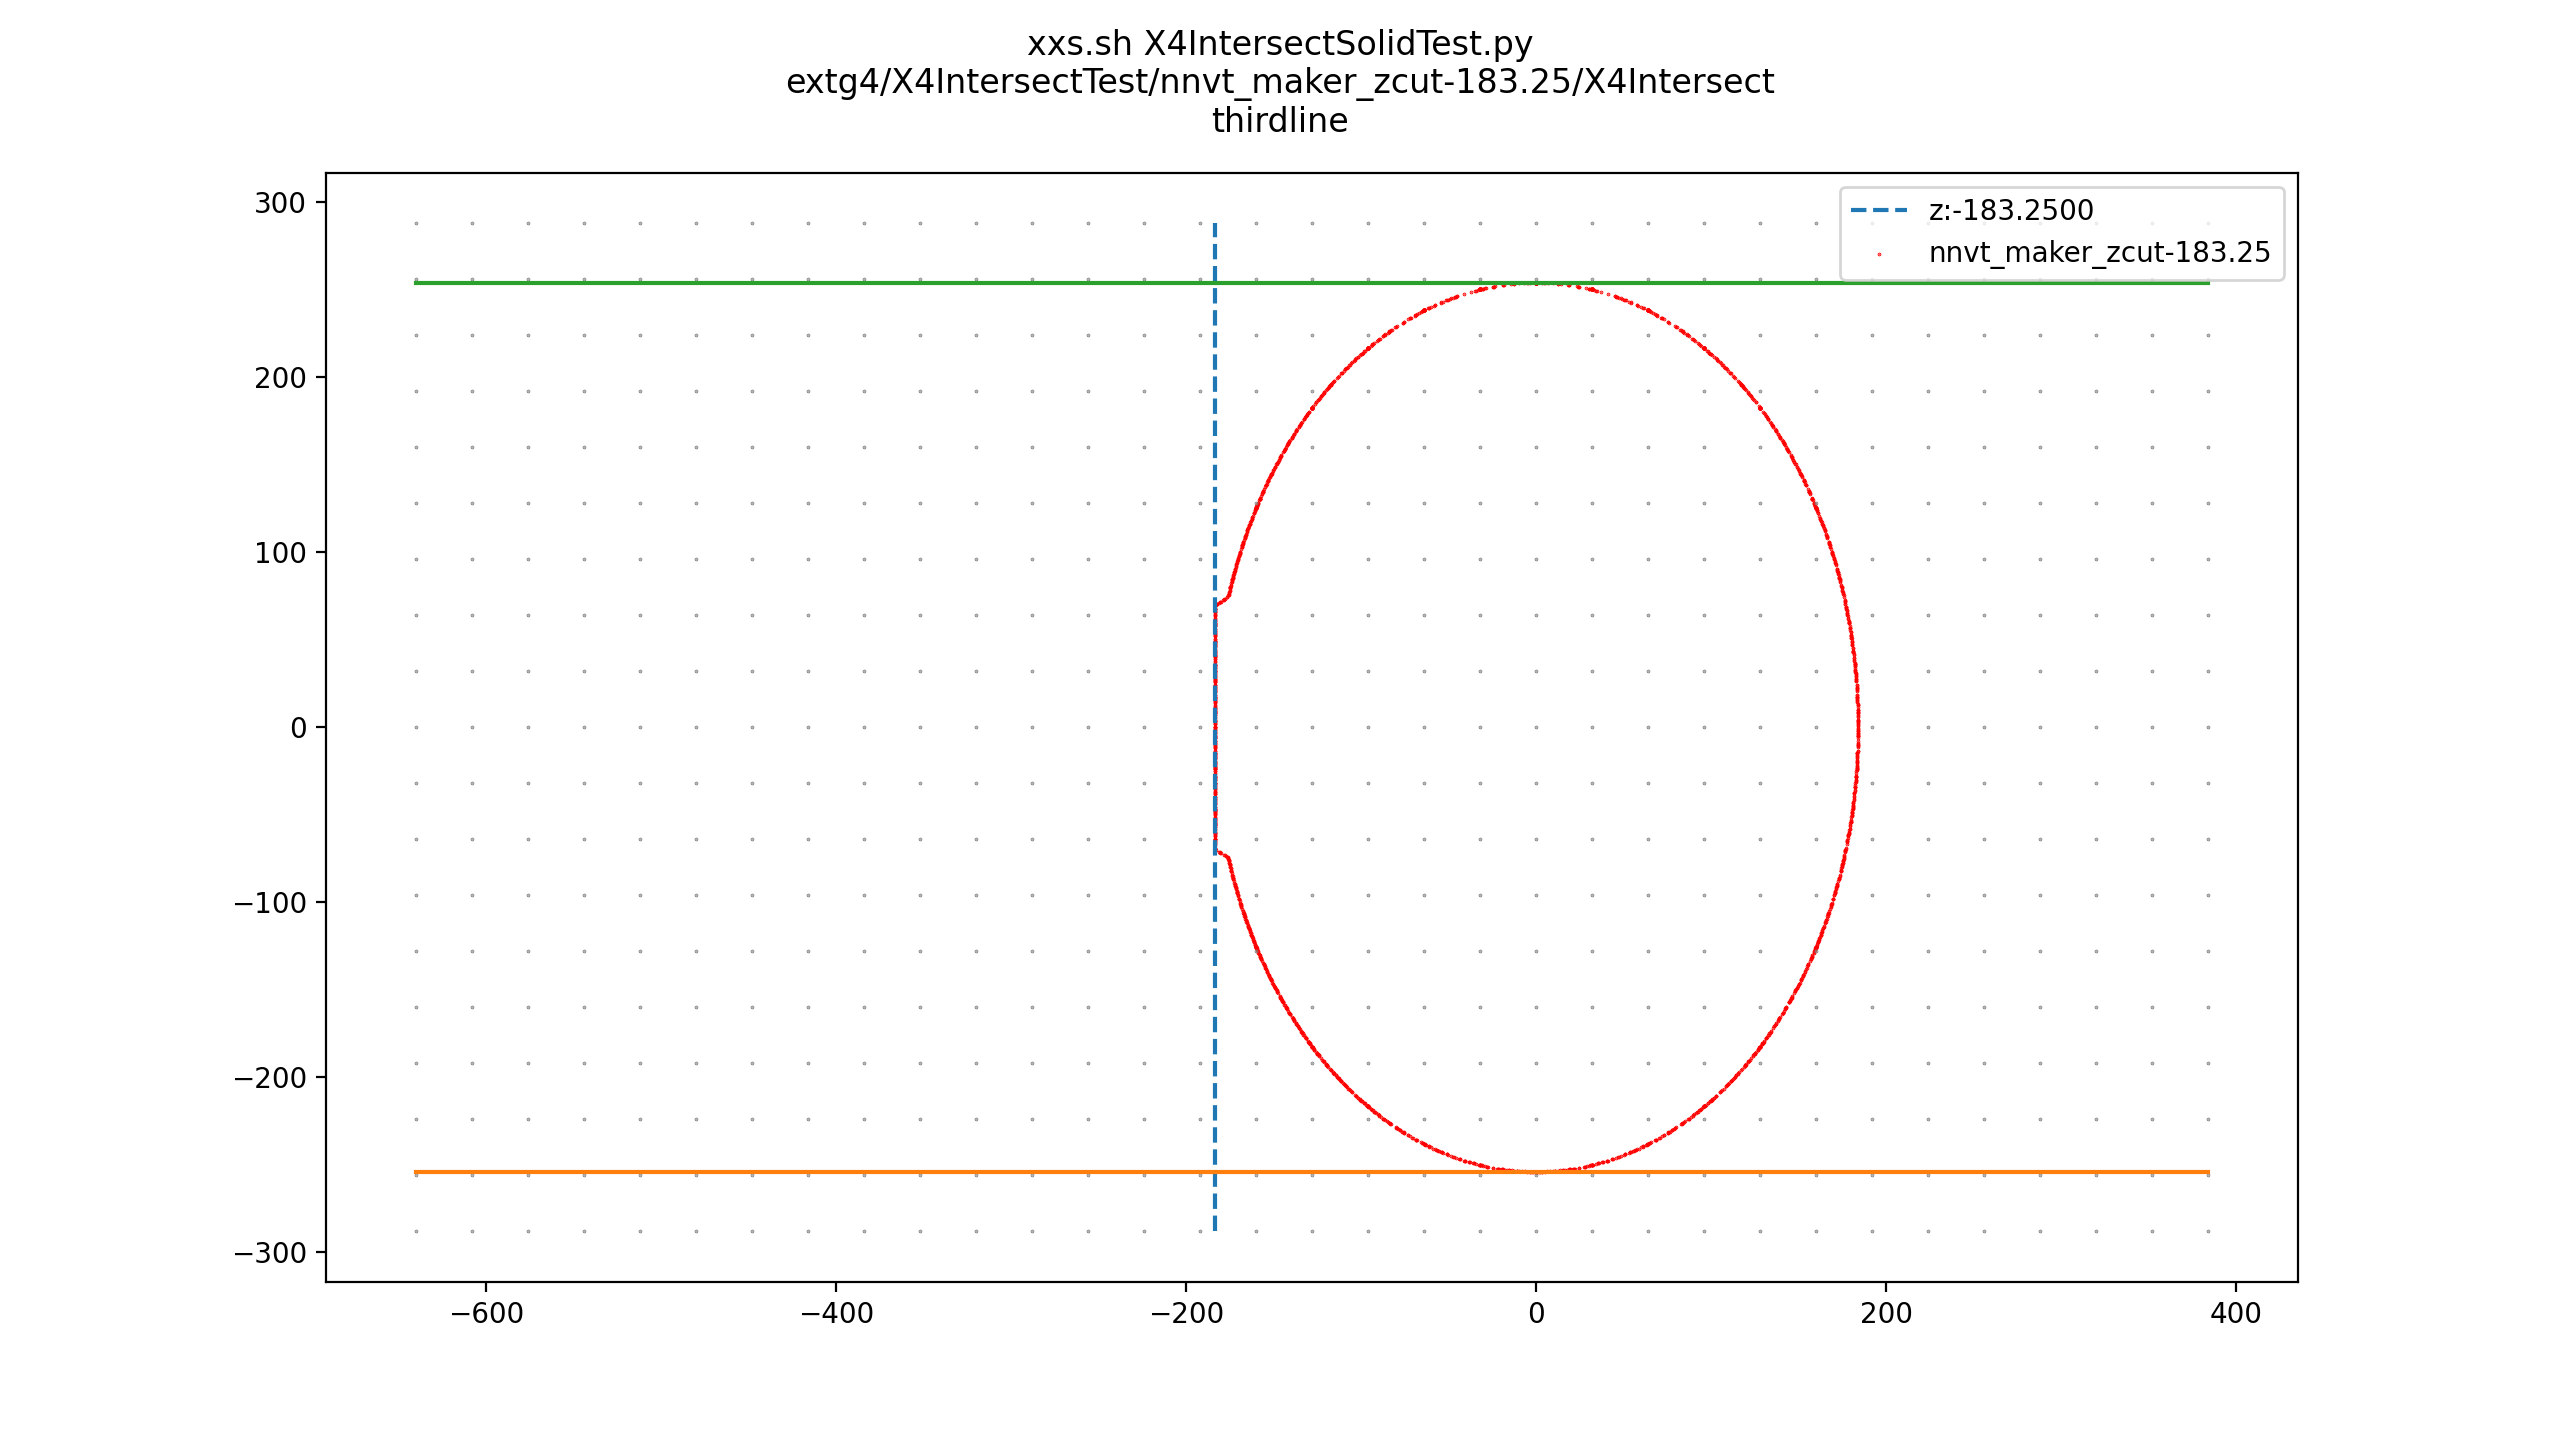 xxs.sh X4IntersectSolidTest.py
extg4/X4IntersectTest/nnvt_maker_zcut-183.25/X4Intersect
thirdline
z:-183.2500
nnvt_maker_zcut-183.25
300
200
100
0
−100
−200
−300
−600
−400
−200
0
200
400